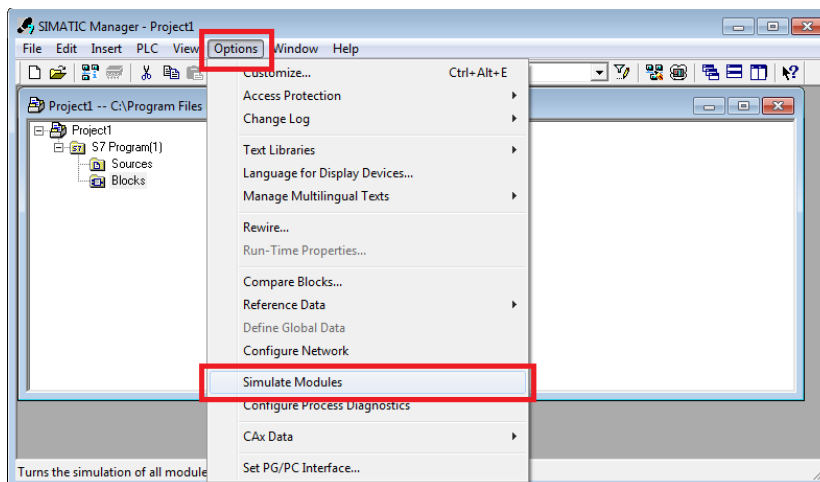 SIMATIC Manager - Project1
File Edit Insert PLC View Options Window Help
Customize... Ctrl+Alt+E
Project1 -- C:\Program Files
Access Protection
Change Log
Project1
S7 Program(1)
Text Libraries
Sources
Language for Display Devices...
Blocks
Manage Multilingual Texts
Rewire...
Run-Time Properties...
Compare Blocks...
Reference Data
Define Global Data
Configure Network
Simulate Modules
Configure Process Diagnostics
CAx Data
Set PG/PC Interface...
Turns the simulation of all module